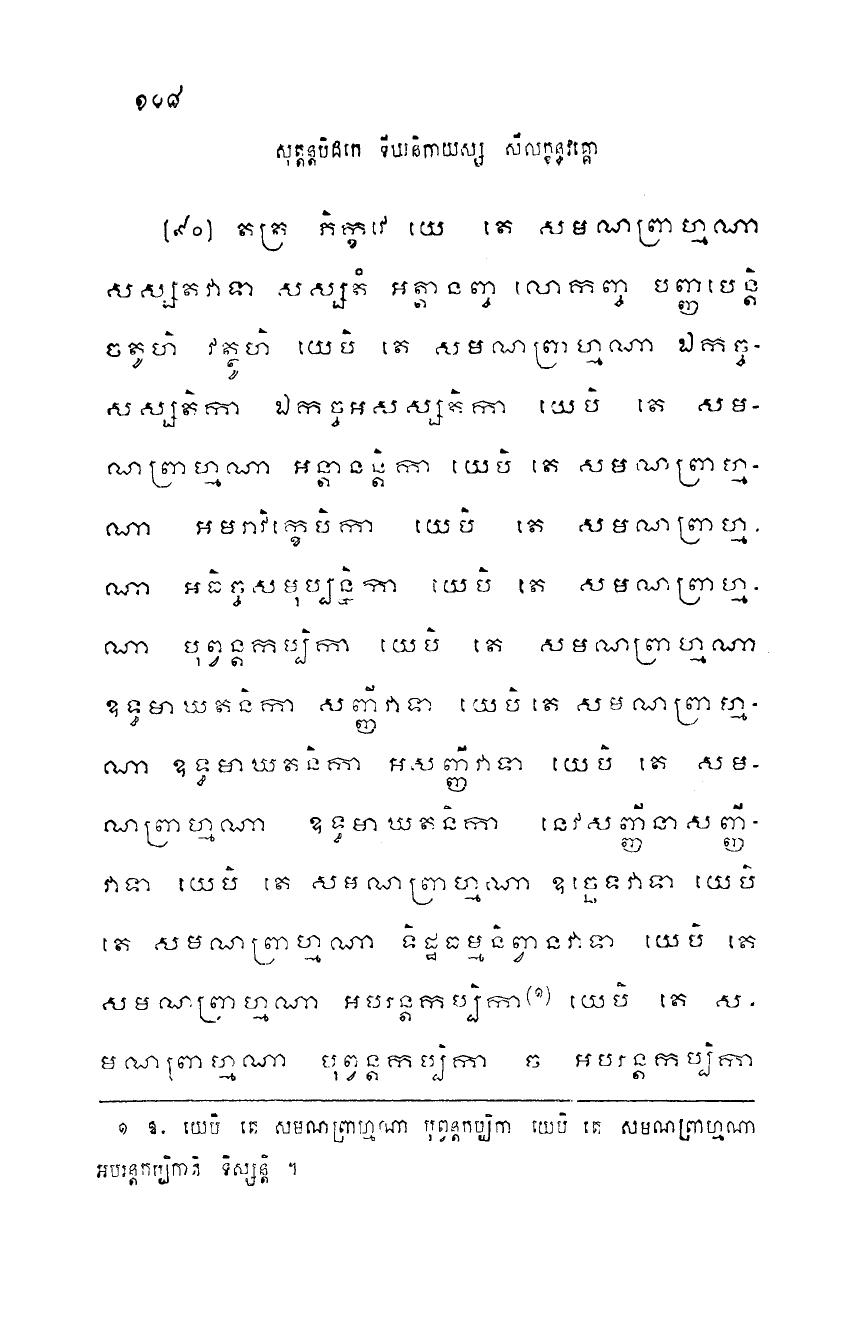 ១៤៨
សុត្តន្តបិដកេ ទីឃនិកាយស្ស សីលក្ខន្ធវគ្គោ
(៩០) តត្រ ភិក្ខវេ យេ តេ សមណព្រាហ្មណា
សស្សតវាទា សស្សតំ អត្តានញ្ច លោកញ្ច បញ្ញបេន្តិ
ចតូហិ វត្ថូហិ យេបិ តេ សមណព្រាហ្មណា ឯកច្ច-
សស្សតិកា ឯកច្ចអសស្សតិកា យេបិ តេ សម-
ណព្រាហ្មណា អន្តានន្តិកា យេបិ តេ សមណព្រាហ្ម-
ណា អមរាវិក្ខេបិកា យេបិ តេ សមណព្រាហ្ម-
ណា អធិច្ចសមុប្បន្និកា យេបិ តេ សមណព្រាហ្ម-
ណា បុព្វន្តកប្បិកា យេបិ តេ សមណព្រាហ្មណា
ឧទ្ធមាឃតនិកា សញ្ញីវាទា យេបិ តេ សមណព្រាហ្ម-
ណា ឧទ្ធមាឃតនិកា អសញ្ញីវាទា យេបិ តេ សម-
ណព្រាហ្មណា ឧទ្ធមាឃតនិកា នេវសញ្ញីនាសញ្ញី-
វាទា យេបិ តេ សមណព្រាហ្មណា ឧច្ឆេទវាទា យេបិ
តេ សមណព្រាហ្មណា ទិដ្ឋធម្មនិព្វានវាទា យេបិ តេ
សមណព្រាហ្មណា អបរន្តកប្បិកា(១) យេបិ តេ ស-
មណព្រាហ្មណា បុព្វន្តកប្បិកា ច អបរន្តកប្បិកា
១ ឱ. យេបិ តេ សមណព្រាហ្មណា បុព្វន្តកប្បិកា យេបិ តេ សមណព្រាហ្មណា
អបរន្តកប្បិកាតិ ទិស្សន្តិ ។